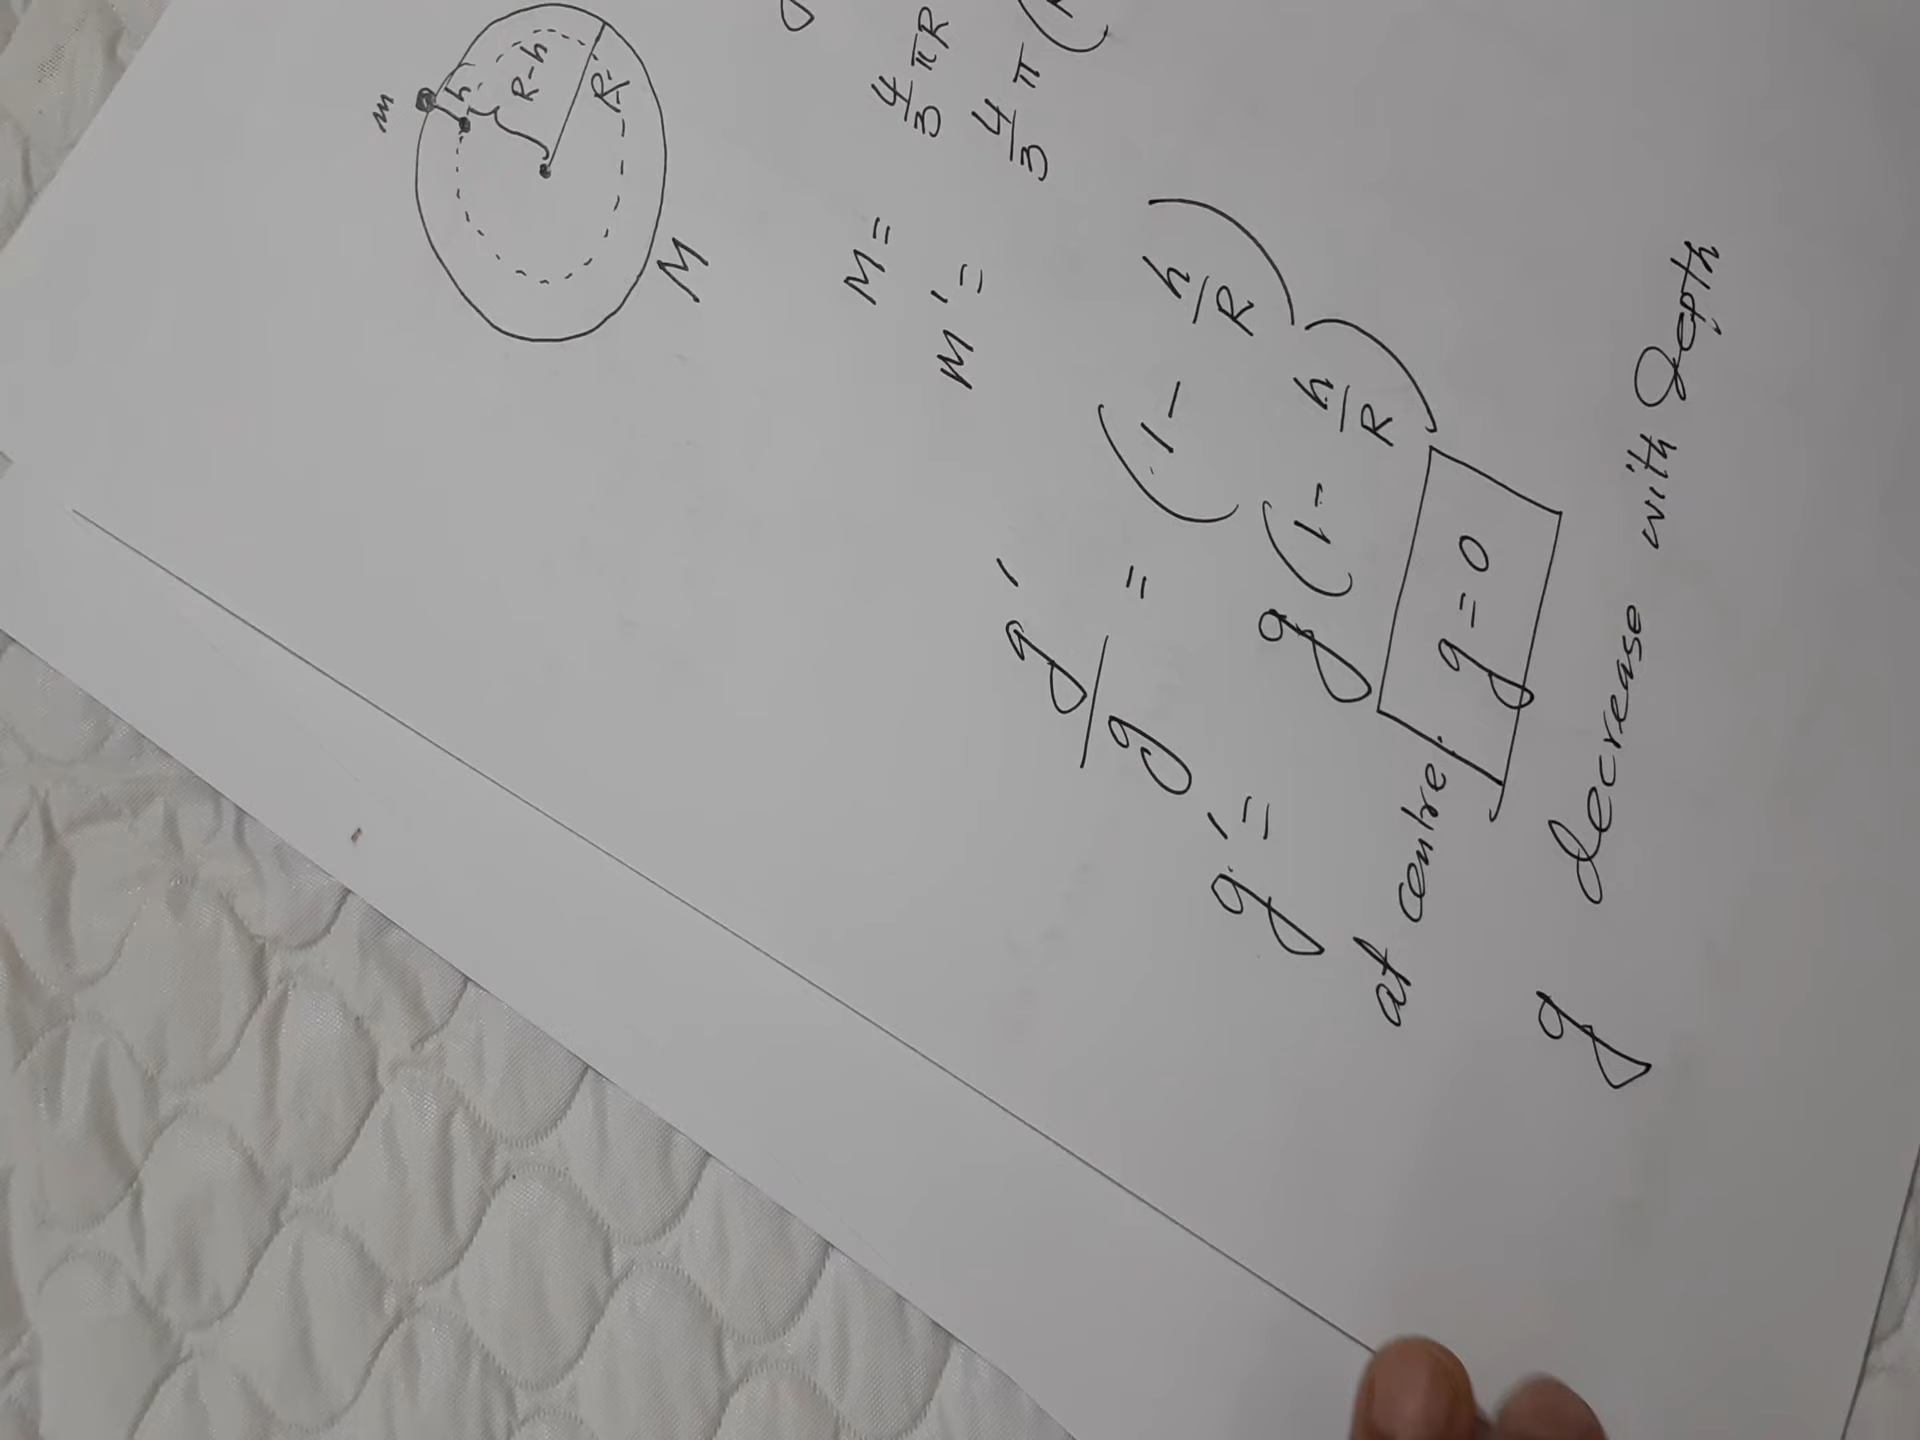 m
h
R-h
R
M
M = 4/3 πR
M' = 4/3 π (
g'/g = (1 - h/R)
g' = g (1 - h/R)
at centre g = 0
g decrease with Depth